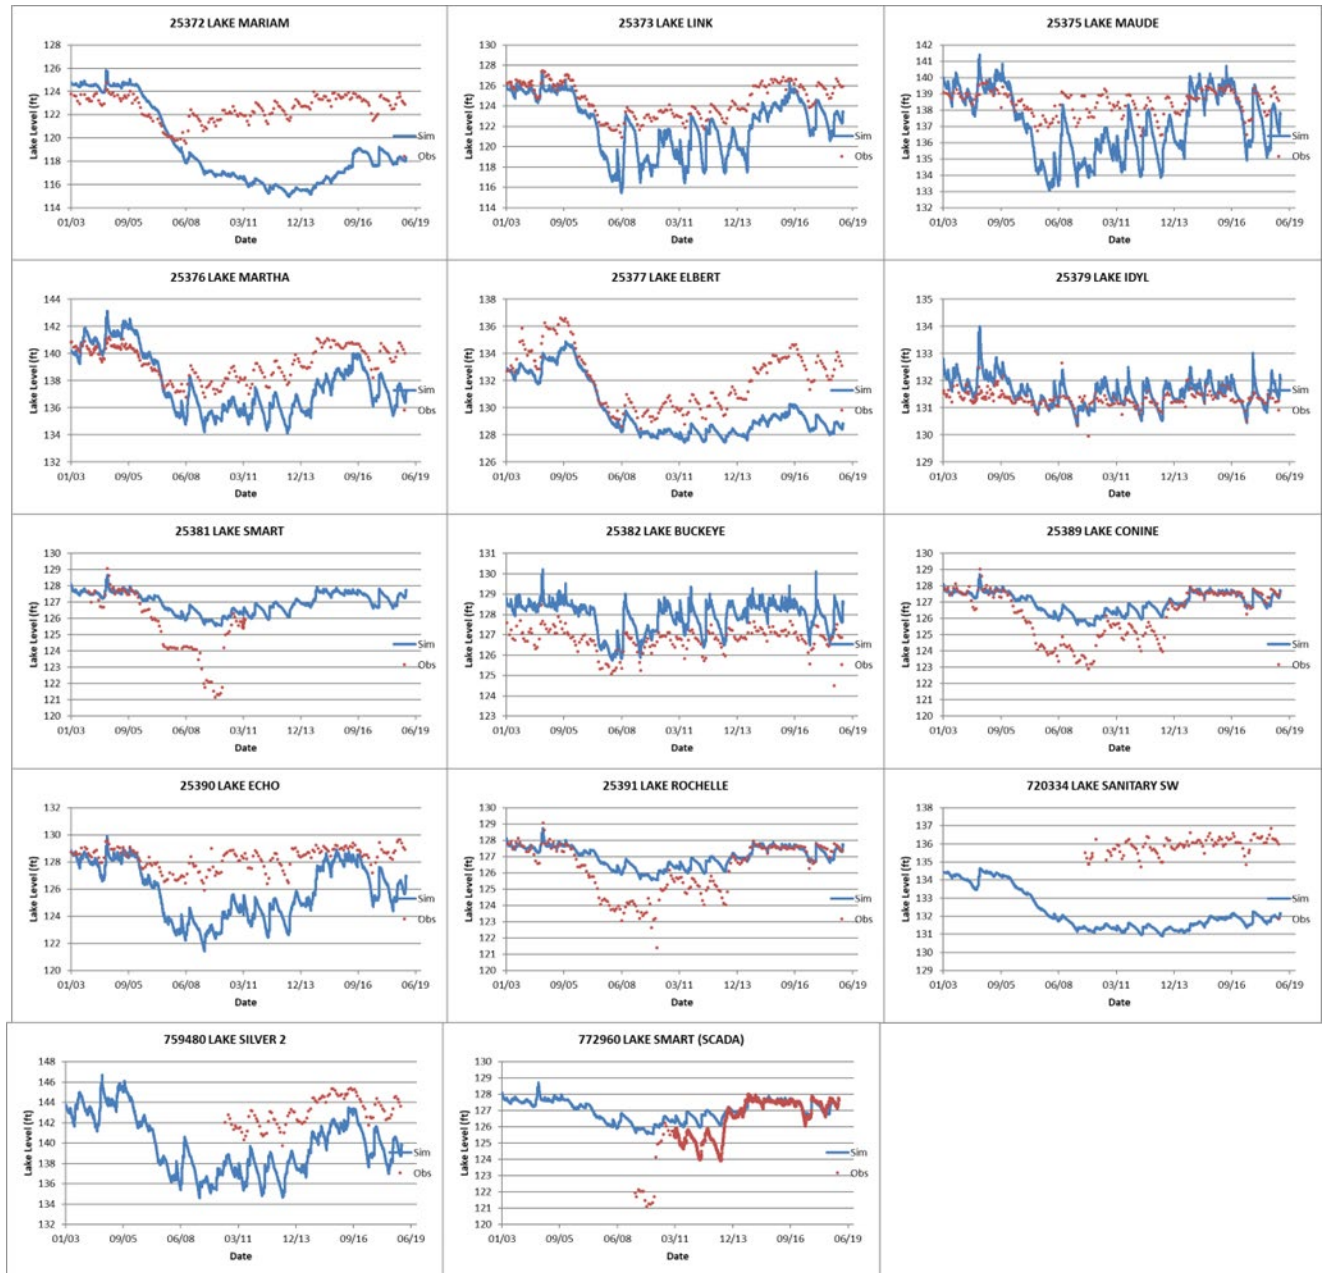 25372 LAKE MARIAM
128
126
124
122
120
118
116
114
Lake Level (ft)
01/03 09/05 06/08 03/11 12/13 09/16 06/19
Date
Sim
Obs
25373 LAKE LINK
130
128
126
124
122
120
118
116
114
Lake Level (ft)
01/03 09/05 06/08 03/11 12/13 09/16 06/19
Date
Sim
Obs
25375 LAKE MAUDE
142
141
140
139
138
137
136
135
134
133
132
Lake Level (ft)
01/03 09/05 06/08 03/11 12/13 09/16 06/19
Date
Sim
Obs
25376 LAKE MARTHA
144
142
140
138
136
134
132
Lake Level (ft)
01/03 09/05 06/08 03/11 12/13 09/16 06/19
Date
Sim
Obs
25377 LAKE ELBERT
138
136
134
132
130
128
126
Lake Level (ft)
01/03 09/05 06/08 03/11 12/13 09/16 06/19
Date
Sim
Obs
25379 LAKE IDYL
135
134
133
132
131
130
129
Lake Level (ft)
01/03 09/05 06/08 03/11 12/13 09/16 06/19
Date
Sim
Obs
25381 LAKE SMART
130
129
128
127
126
125
124
123
122
121
120
Lake Level (ft)
01/03 09/05 06/08 03/11 12/13 09/16 06/19
Date
Sim
Obs
25382 LAKE BUCKEYE
131
130
129
128
127
126
125
124
123
Lake Level (ft)
01/03 09/05 06/08 03/11 12/13 09/16 06/19
Date
Sim
Obs
25389 LAKE CONINE
130
129
128
127
126
125
124
123
122
121
120
Lake Level (ft)
01/03 09/05 06/08 03/11 12/13 09/16 06/19
Date
Sim
Obs
25390 LAKE ECHO
132
130
128
126
124
122
120
Lake Level (ft)
01/03 09/05 06/08 03/11 12/13 09/16 06/19
Date
Sim
Obs
25391 LAKE ROCHELLE
130
129
128
127
126
125
124
123
122
121
120
Lake Level (ft)
01/03 09/05 06/08 03/11 12/13 09/16 06/19
Date
Sim
Obs
720334 LAKE SANITARY SW
138
137
136
135
134
133
132
131
130
129
Lake Level (ft)
01/03 09/05 06/08 03/11 12/13 09/16 06/19
Date
Sim
Obs
759480 LAKE SILVER 2
148
146
144
142
140
138
136
134
132
Lake Level (ft)
01/03 09/05 06/08 03/11 12/13 09/16 06/19
Date
Sim
Obs
772960 LAKE SMART (SCADA)
130
129
128
127
126
125
124
123
122
121
120
Lake Level (ft)
01/03 09/05 06/08 03/11 12/13 09/16 06/19
Date
Sim
Obs